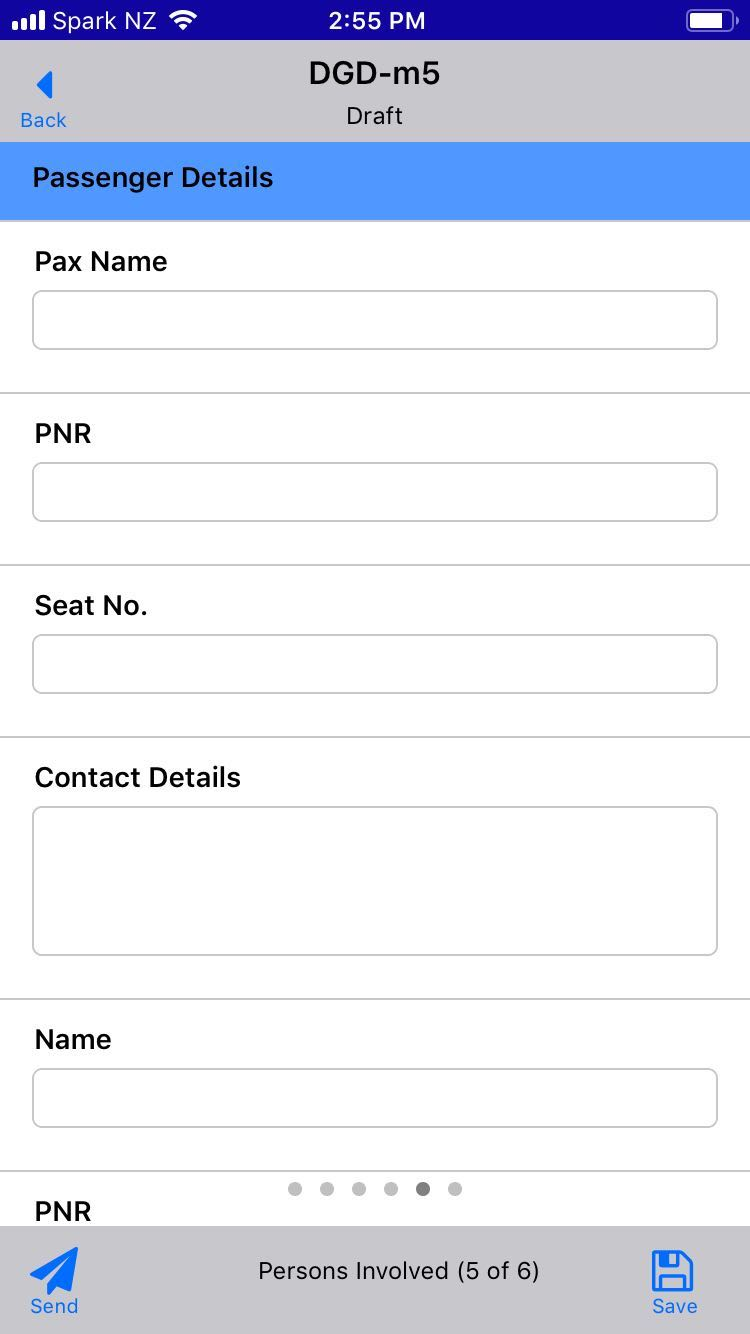 Spark NZ 2:55 PM
DGD-m5
Back
Draft
Passenger Details
Pax Name
PNR
Seat No.
Contact Details
Name
PNR
Persons Involved (5 of 6)
Send
Save